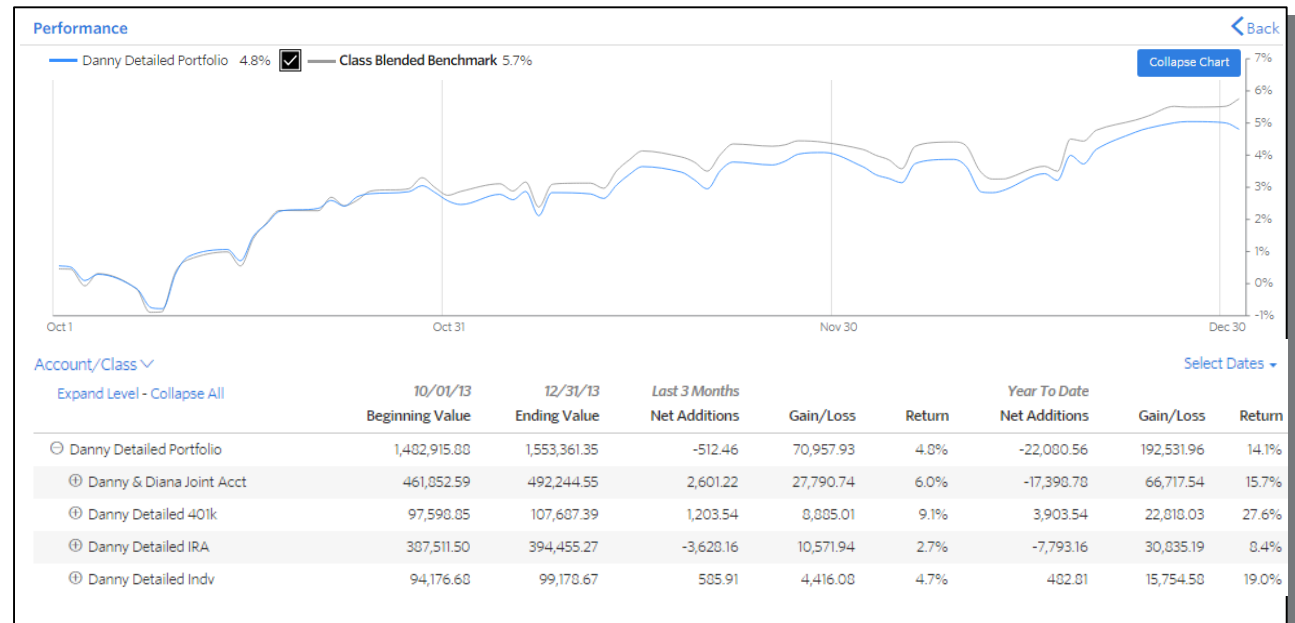 Performance
Back
Danny Detailed Portfolio 4.8% Class Blended Benchmark 5.7%
Collapse Chart
7%
6%
5%
4%
3%
2%
1%
0%
-1%
Oct 1 Oct 31 Nov 30 Dec 30
Account/Class Select Dates
Expand Level - Collapse All 10/01/13 12/31/13 Last 3 Months Year To Date
Beginning Value Ending Value Net Additions Gain/Loss Return Net Additions Gain/Loss Return
Danny Detailed Portfolio 1,482,915.88 1,553,361.35 -512.46 70,957.93 4.8% -22,080.56 192,531.96 14.1%
Danny & Diana Joint Acct 461,852.59 492,244.55 2,601.22 27,790.74 6.0% -17,398.78 66,717.54 15.7%
Danny Detailed 401k 97,598.85 107,687.39 1,203.54 8,885.01 9.1% 3,903.54 22,818.03 27.6%
Danny Detailed IRA 387,511.50 394,455.27 -3,628.16 10,571.94 2.7% -7,793.16 30,835.19 8.4%
Danny Detailed Indv 94,176.68 99,178.67 585.91 4,416.08 4.7% 482.81 15,754.58 19.0%